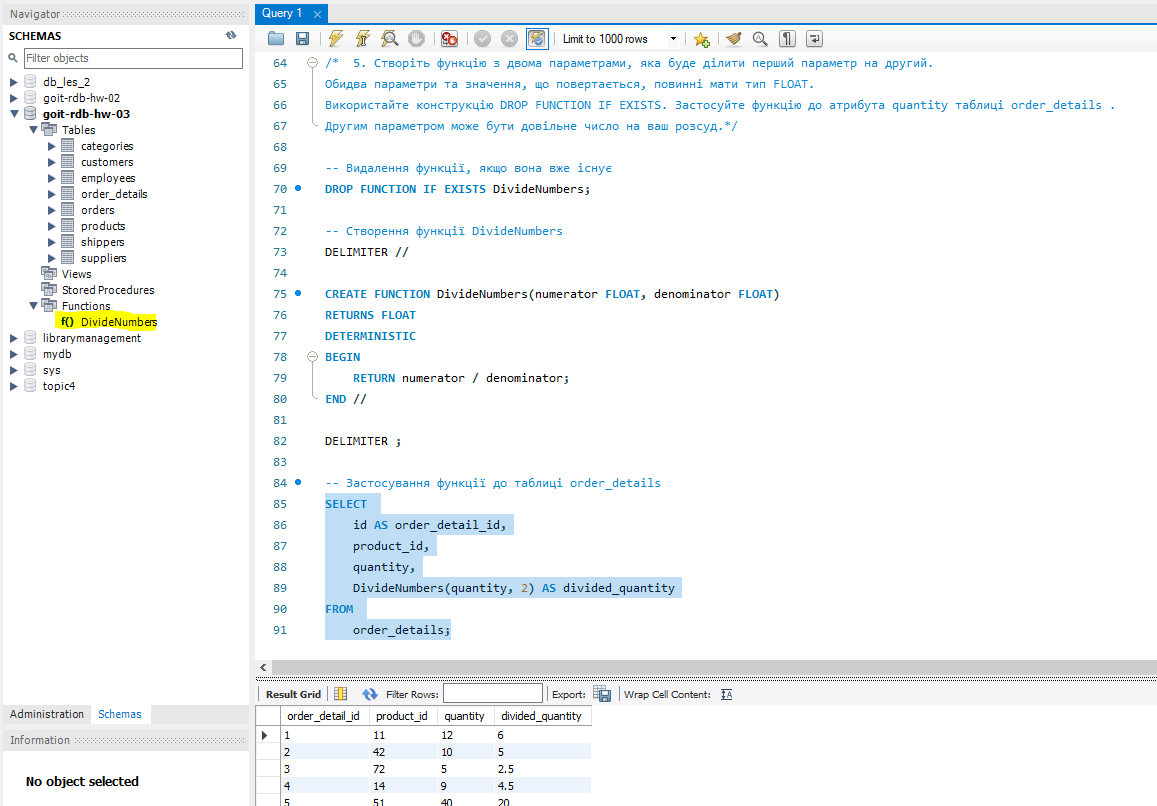 Navigator
SCHEMAS
Filter objects
db_les_2
goit-rdb-hw-02
goit-rdb-hw-03
Tables
categories
customers
employees
order_details
orders
products
shippers
suppliers
Views
Stored Procedures
Functions
f() DivideNumbers
librarymanagement
mydb
sys
topic4
Administration Schemas
Information
No object selected
Query 1
Limit to 1000 rows
64 /*  5. Створіть функцію з двома параметрами, яка буде ділити перший параметр на другий.
65 Обидва параметри та значення, що повертається, повинні мати тип FLOAT.
66 Використайте конструкцію DROP FUNCTION IF EXISTS. Застосуйте функцію до атрибута quantity таблиці order_details .
67 Другим параметром може бути довільне число на ваш розсуд.*/
68
69 -- Видалення функції, якщо вона вже існує
70 DROP FUNCTION IF EXISTS DivideNumbers;
71
72 -- Створення функції DivideNumbers
73 DELIMITER //
74
75 CREATE FUNCTION DivideNumbers(numerator FLOAT, denominator FLOAT)
76 RETURNS FLOAT
77 DETERMINISTIC
78 BEGIN
79     RETURN numerator / denominator;
80 END //
81
82 DELIMITER ;
83
84 -- Застосування функції до таблиці order_details
85 SELECT
86     id AS order_detail_id,
87     product_id,
88     quantity,
89     DivideNumbers(quantity, 2) AS divided_quantity
90 FROM
91     order_details;
Result Grid Filter Rows: Export: Wrap Cell Content:
order_detail_id product_id quantity divided_quantity
1 11 12 6
2 42 10 5
3 72 5 2.5
4 14 9 4.5
5 51 40 20